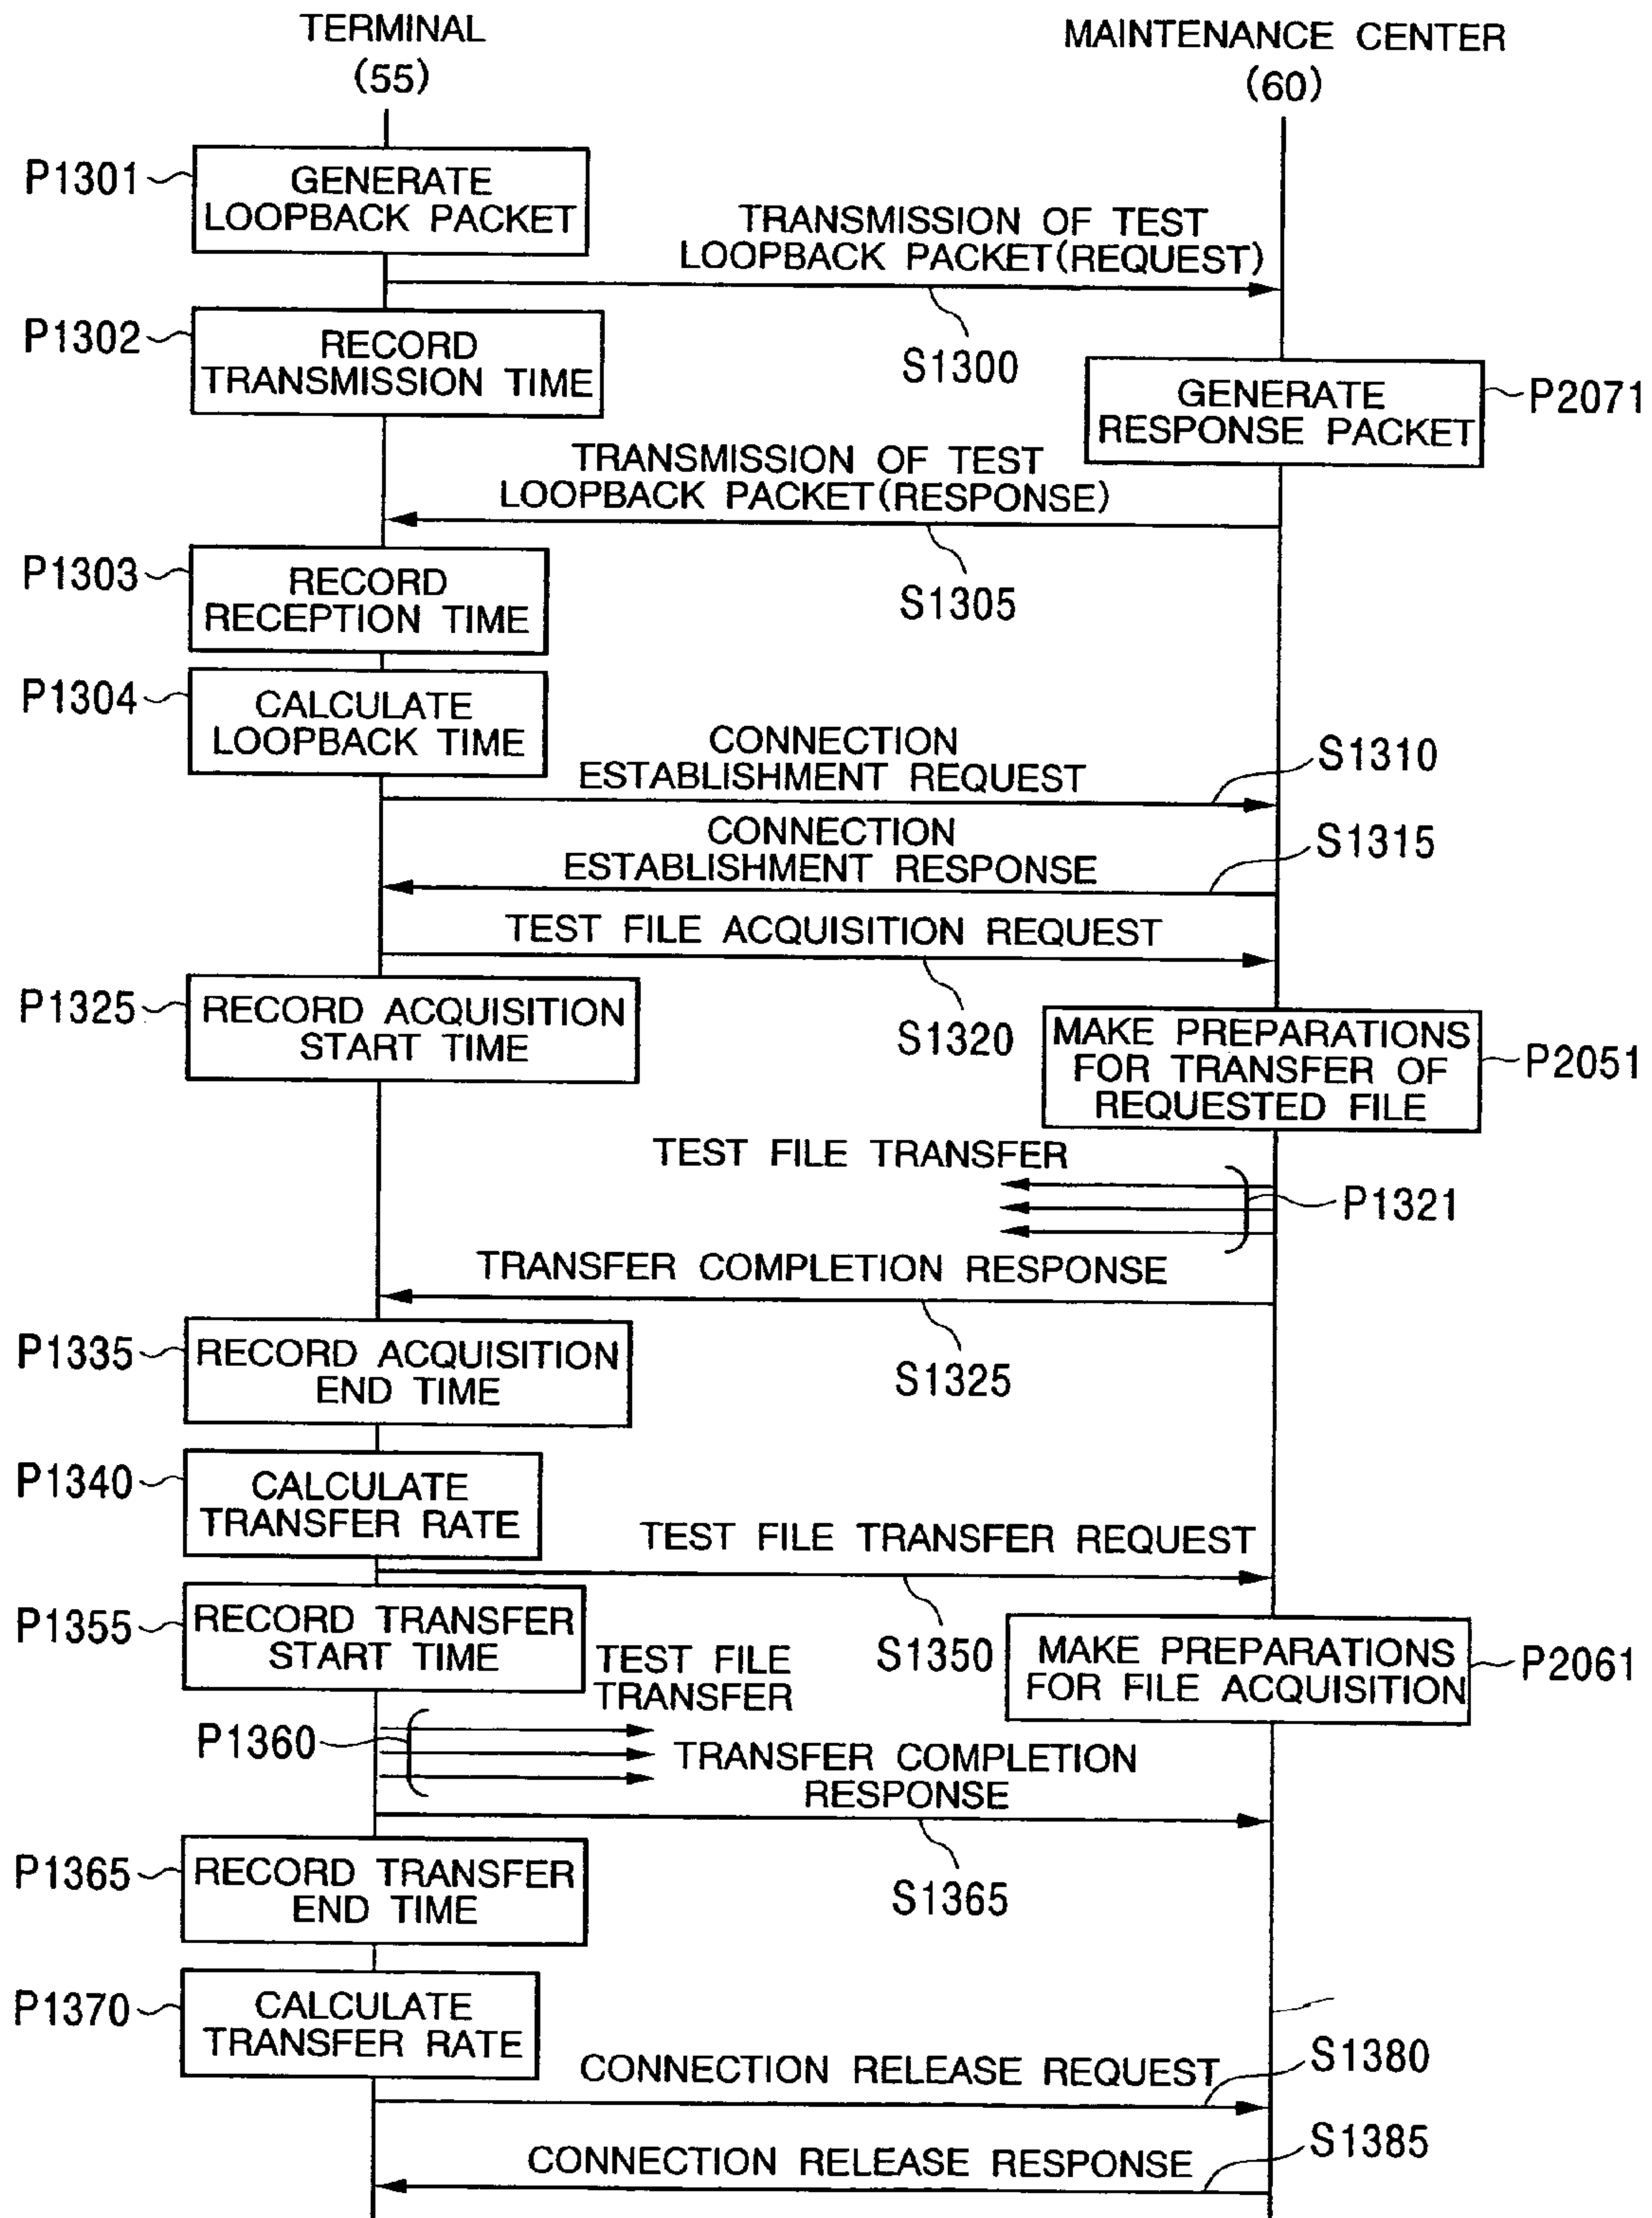 TERMINAL
(55)
MAINTENANCE CENTER
(60)
P1301
GENERATE
LOOPBACK PACKET
TRANSMISSION OF TEST
LOOPBACK PACKET(REQUEST)
S1300
P1302
RECORD
TRANSMISSION TIME
GENERATE
RESPONSE PACKET
P2071
TRANSMISSION OF TEST
LOOPBACK PACKET(RESPONSE)
S1305
P1303
RECORD
RECEPTION TIME
P1304
CALCULATE
LOOPBACK TIME
CONNECTION
ESTABLISHMENT REQUEST
S1310
CONNECTION
ESTABLISHMENT RESPONSE
S1315
TEST FILE ACQUISITION REQUEST
S1320
P1325
RECORD ACQUISITION
START TIME
MAKE PREPARATIONS
FOR TRANSFER OF
REQUESTED FILE
P2051
TEST FILE TRANSFER
P1321
TRANSFER COMPLETION RESPONSE
S1325
P1335
RECORD ACQUISITION
END TIME
P1340
CALCULATE
TRANSFER RATE
TEST FILE TRANSFER REQUEST
S1350
P1355
RECORD TRANSFER
START TIME
MAKE PREPARATIONS
FOR FILE ACQUISITION
P2061
TEST FILE
TRANSFER
P1360
TRANSFER COMPLETION
RESPONSE
S1365
P1365
RECORD TRANSFER
END TIME
P1370
CALCULATE
TRANSFER RATE
CONNECTION RELEASE REQUEST
S1380
CONNECTION RELEASE RESPONSE
S1385